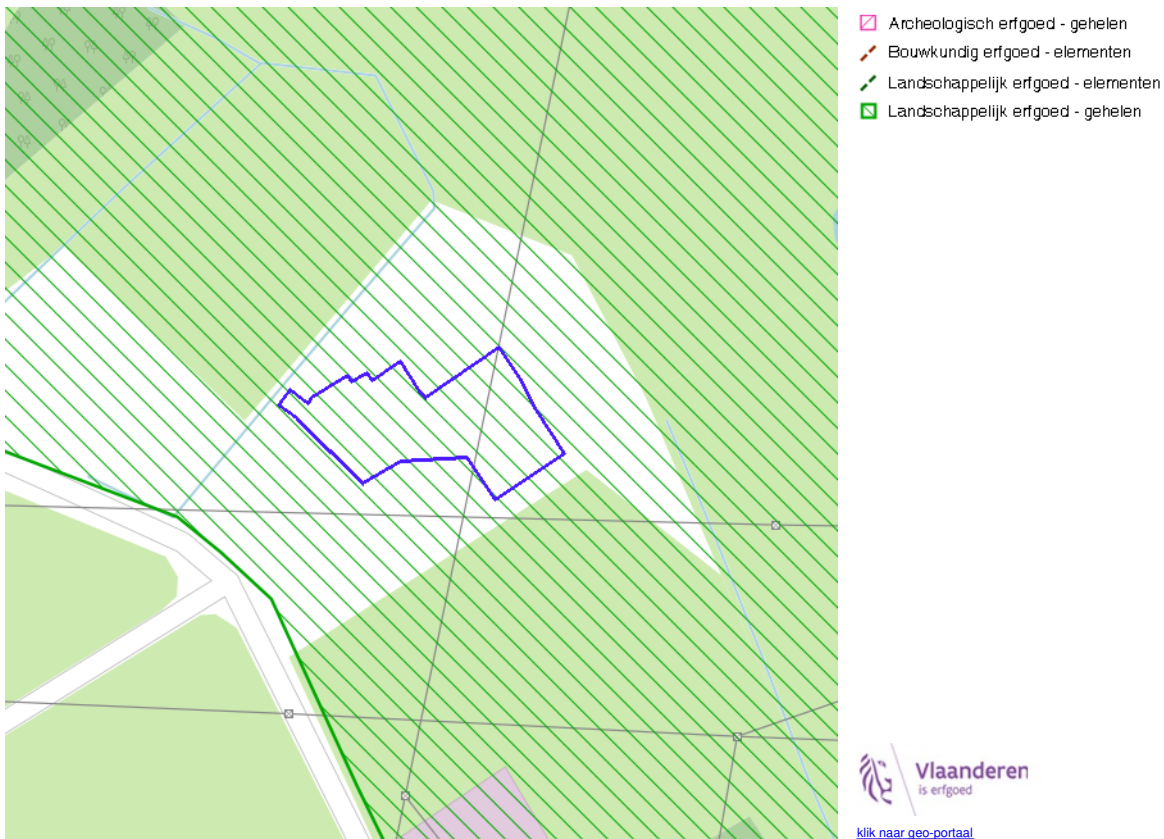 Archeologisch erfgoed - gehelen
Bouwkundig erfgoed - elementen
Landschappelijk erfgoed - elementen
Landschappelijk erfgoed - gehelen
Vlaanderen
is erfgoed
klik naar geo-portaal